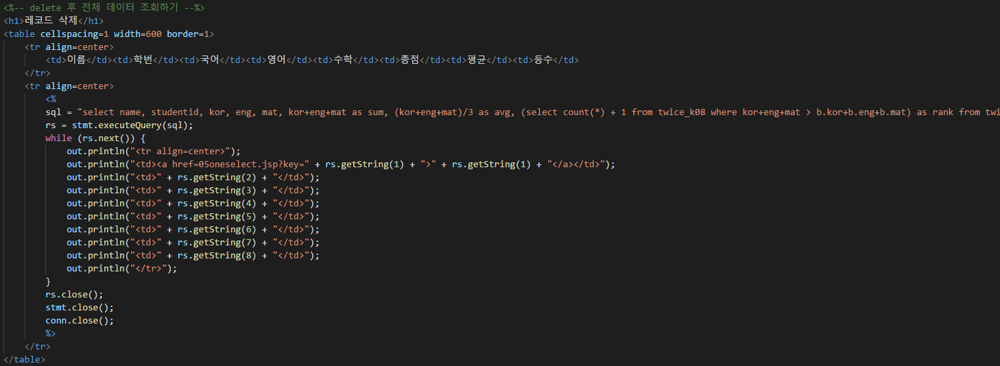 <%-- delete 후 전체 데이터 조회하기 --%>
<h1>레코드 삭제</h1>
<table cellspacing=1 width=600 border=1>
    <tr align=center>
        <td>이름</td><td>학번</td><td>국어</td><td>영어</td><td>수학</td><td>총점</td><td>평균</td><td>등수</td>
    </tr>
    <tr align=center>
        <%
        sql = "select name, studentid, kor, eng, mat, kor+eng+mat as sum, (kor+eng+mat)/3 as avg, (select count(*) + 1 from twice_k08 where kor+eng+mat > b.kor+b.eng+b.mat) as rank from twi
        rs = stmt.executeQuery(sql);
        while (rs.next()) {
            out.println("<tr align=center>");
            out.println("<td><a href=05oneselect.jsp?key=" + rs.getString(1) + ">" + rs.getString(1) + "</a></td>");
            out.println("<td>" + rs.getString(2) + "</td>");
            out.println("<td>" + rs.getString(3) + "</td>");
            out.println("<td>" + rs.getString(4) + "</td>");
            out.println("<td>" + rs.getString(5) + "</td>");
            out.println("<td>" + rs.getString(6) + "</td>");
            out.println("<td>" + rs.getString(7) + "</td>");
            out.println("<td>" + rs.getString(8) + "</td>");
            out.println("</tr>");
        }
        rs.close();
        stmt.close();
        conn.close();
        %>
    </tr>
</table>